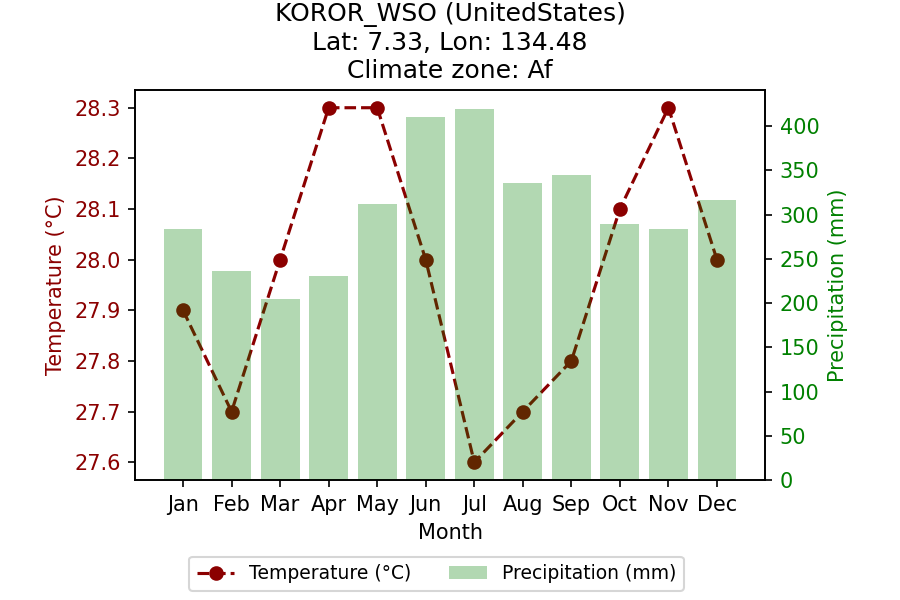 KOROR_WSO (UnitedStates)
Lat: 7.33, Lon: 134.48
Climate zone: Af
Temperature (°C)
28.3
28.2
28.1
28.0
27.9
27.8
27.7
27.6
400
350
300
250
200
150
100
50
0
Precipitation (mm)
Jan Feb Mar Apr May Jun Jul Aug Sep Oct Nov Dec
Month
Temperature (°C) Precipitation (mm)